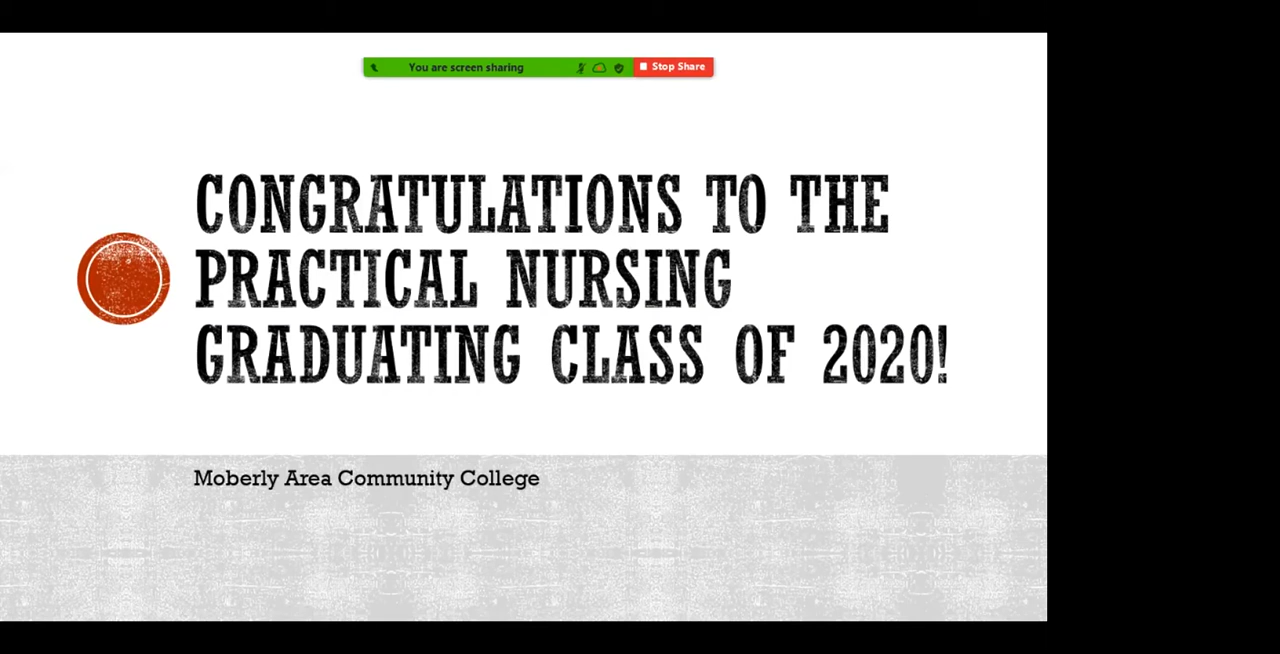 You are screen sharing Stop Share
CONGRATULATIONS TO THE
PRACTICAL NURSING
GRADUATING CLASS OF 2020!
Moberly Area Community College